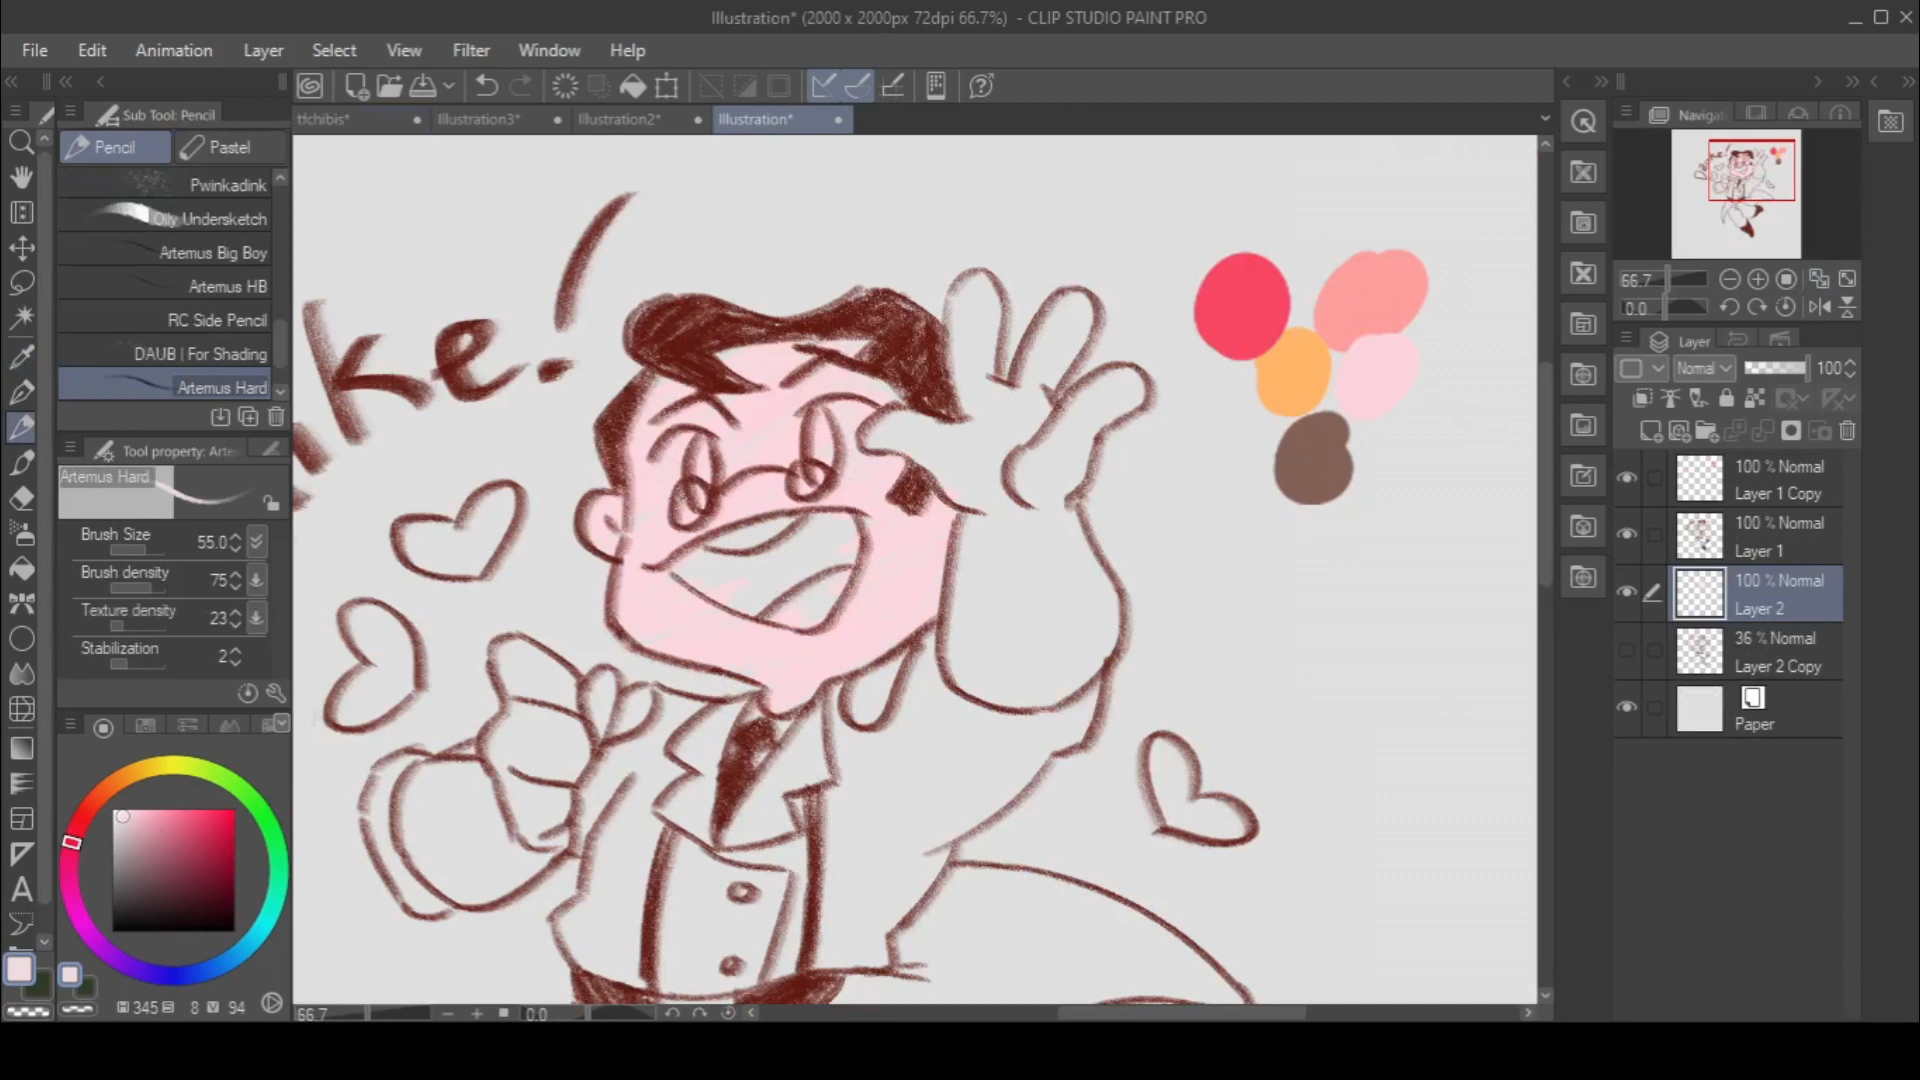 Illustration* (2000 x 2000px 72dpi 66.7%) - CLIP STUDIO PAINT PRO
File Edit Animation Layer Select View Filter Window Help
Sub Tool: Pencil
tfchibis* Illustration3* Illustration2* Illustration*
Pencil Pastel
Pwinkadink
Oily Undersketch
Artemus Big Boy
Artemus HB
RC Side Pencil
DAUB | For Shading
Artemus Hard
Tool property: Arte
Artemus Hard
Brush Size 55.0
Brush density 75
Texture density 23
Stabilization 2
H 345 S 8 V 94
ke!
66.7 0.0
Naviga
66.7
0.0
Layer
Normal 100
100 % Normal
Layer 1 Copy
100 % Normal
Layer 1
100 % Normal
Layer 2
36 % Normal
Layer 2 Copy
Paper